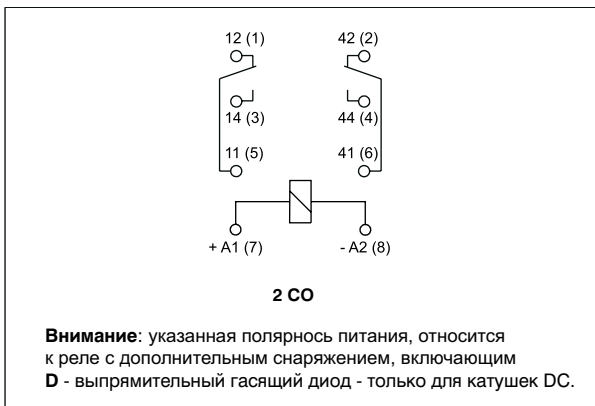 12 (1) 42 (2)
14 (3) 44 (4)
11 (5) 41 (6)
+ A1 (7) - A2 (8)
2 CO
Внимание: указанная полярнось питания, относится
к реле с дополнительным снаряжением, включающим
D - выпрямительный гасящий диод - только для катушек DC.